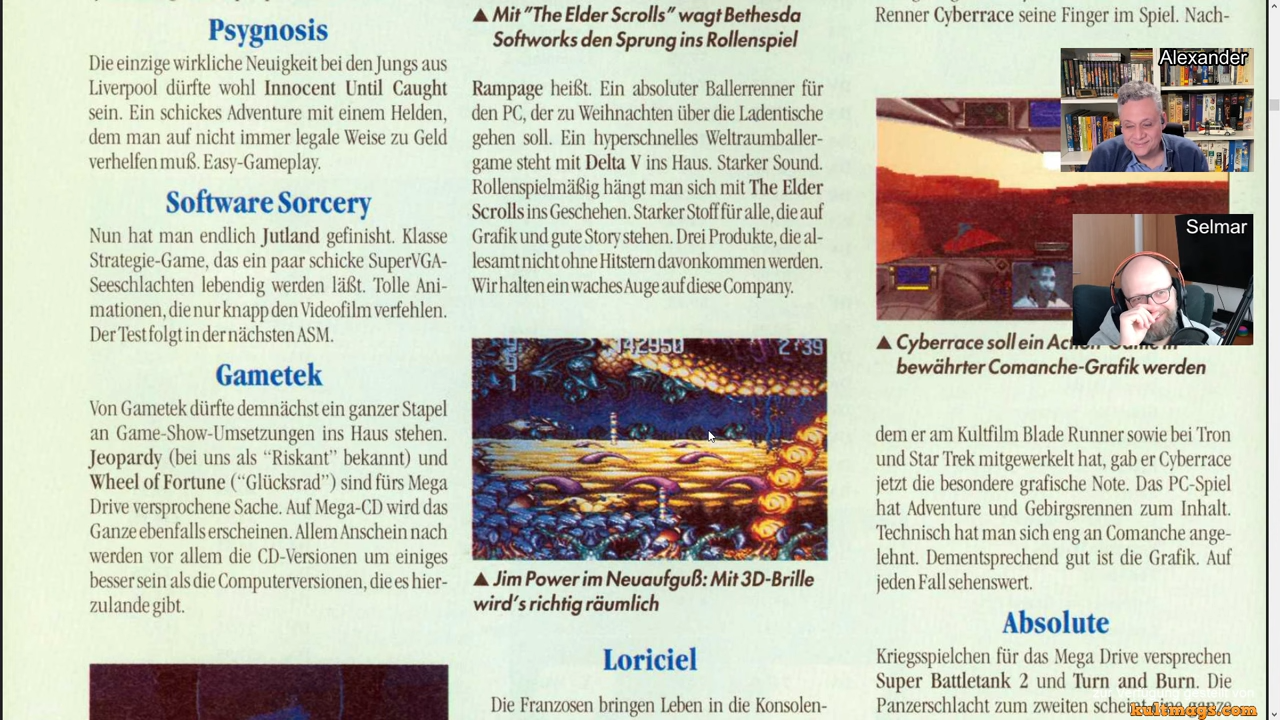 Psygnosis
Die einzige wirkliche Neuigkeit bei den Jungs aus
Liverpool dürfte wohl Innocent Until Caught
sein. Ein schickes Adventure mit einem Helden,
dem man auf nicht immer legale Weise zu Geld
verhelfen muß. Easy-Gameplay.
Software Sorcery
Nun hat man endlich Jutland gefinisht. Klasse
Strategie-Game, das ein paar schicke SuperVGA-
Seeschlachten lebendig werden läßt. Tolle Ani-
mationen, die nur knapp den Videofilm verfehlen.
Der Test folgt in der nächsten ASM.
Gametek
Von Gametek dürfte demnächst ein ganzer Stapel
an Game-Show-Umsetzungen ins Haus stehen.
Jeopardy (bei uns als “Riskant” bekannt) und
Wheel of Fortune (“Glücksrad”) sind fürs Mega
Drive versprochene Sache. Auf Mega-CD wird das
Ganze ebenfalls erscheinen. Allem Anschein nach
werden vor allem die CD-Versionen um einiges
besser sein als die Computerversionen, die es hier-
zulande gibt.
▲ Mit "The Elder Scrolls" wagt Bethesda
Softworks den Sprung ins Rollenspiel
Rampage heißt. Ein absoluter Ballerrenner für
den PC, der zu Weihnachten über die Ladentische
gehen soll. Ein hyperschnelles Weltraumballer-
game steht mit Delta V ins Haus. Starker Sound.
Rollenspielmäßig hängt man sich mit The Elder
Scrolls ins Geschehen. Starker Stoff für alle, die auf
Grafik und gute Story stehen. Drei Produkte, die al-
lesamt nicht ohne Hitstern davonkommen werden.
Wir halten ein waches Auge auf diese Company.
142950 2'39
1
▲ Jim Power im Neuaufguß: Mit 3D-Brille
wird's richtig räumlich
Loriciel
Die Franzosen bringen Leben in die Konsolen-
Renner Cyberrace seine Finger im Spiel. Nach-
Alexander
Selmar
▲ Cyberrace soll ein
bewährter Comanche-Grafik werden
dem er am Kultfilm Blade Runner sowie bei Tron
und Star Trek mitgewerkelt hat, gab er Cyberrace
jetzt die besondere grafische Note. Das PC-Spiel
hat Adventure und Gebirgsrennen zum Inhalt.
Technisch hat man sich eng an Comanche ange-
lehnt. Dementsprechend gut ist die Grafik. Auf
jeden Fall sehenswert.
Absolute
Kriegsspielchen für das Mega Drive versprechen
Super Battletank 2 und Turn and Burn. Die
Panzerschlacht zum zweiten scheint eine ganze
zur Verfügung gestellt von
kultmags.com